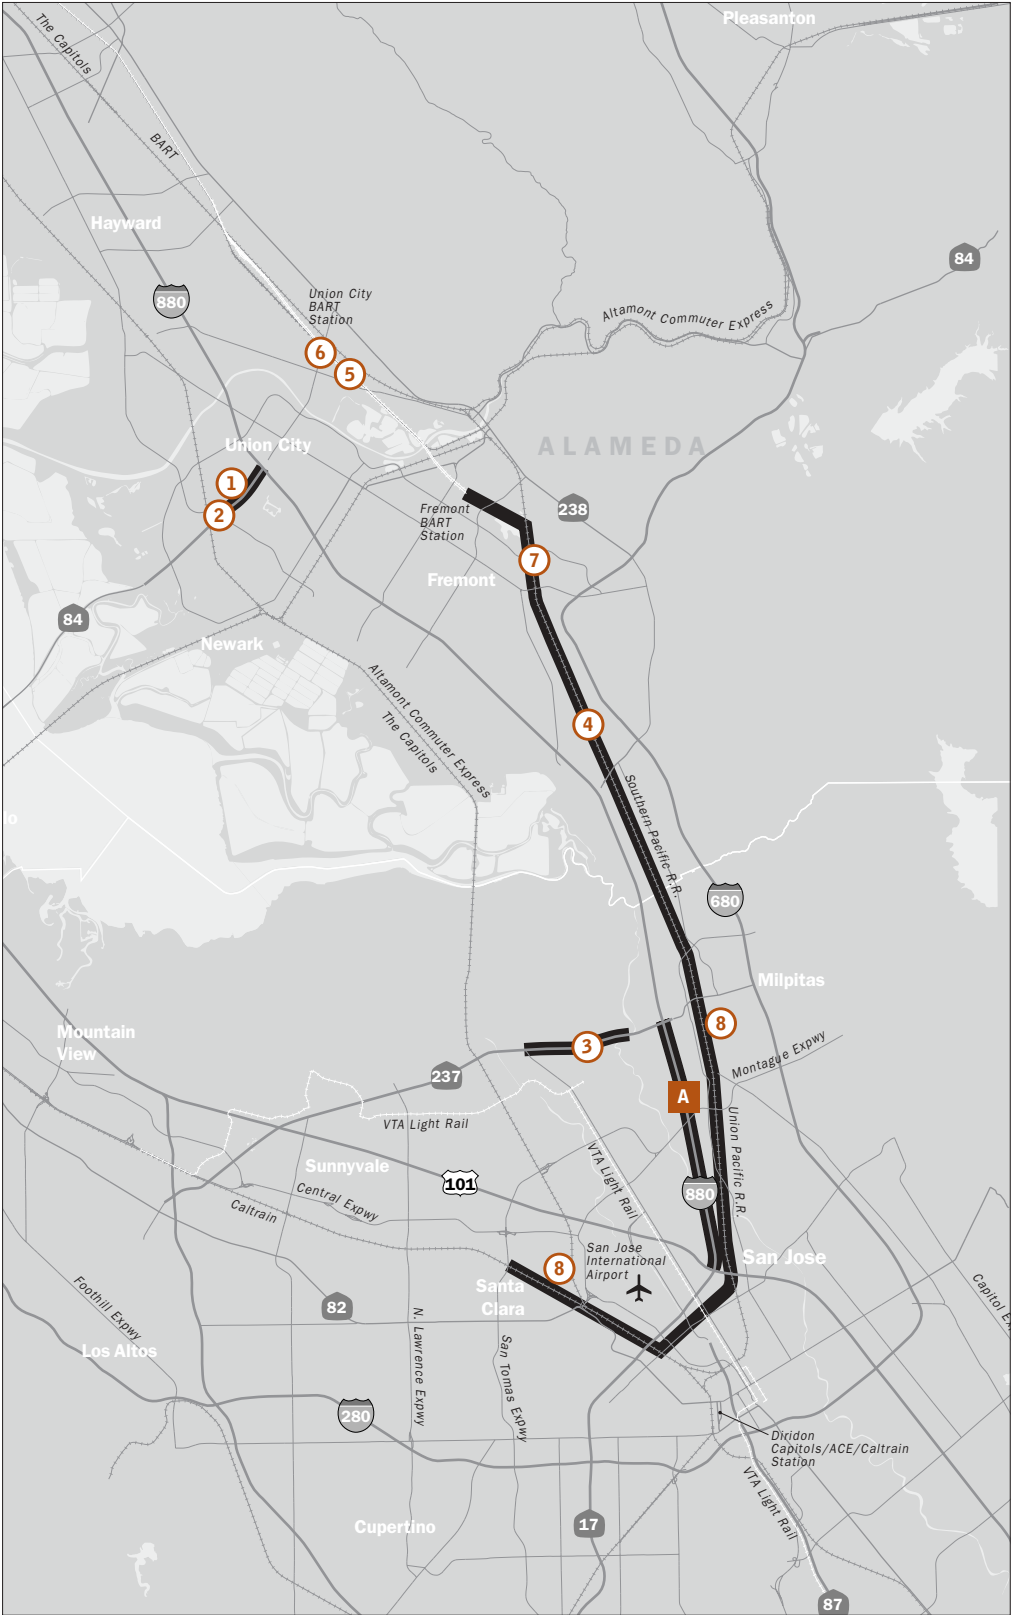 Pleasanton
The Capitols
BART
Hayward
84
880
Union City
BART
Station
Altamont Commuter Express
6
5
Union City
ALAMEDA
1
2
238
Fremont
BART
Station
7
Fremont
84
Newark
Altamont Commuter Express
The Capitols
4
Southern Pacific R.R.
lo
680
Milpitas
8
Mountain
View
3
Montague Expwy
237
A
VTA Light Rail
Union Pacific R.R.
VTA Light Rail
Sunnyvale
101
880
Central Expwy
Caltrain
San Jose
International
Airport
San Jose
8
Santa
Clara
Foothill Expwy
82
Capitol Ex
N. Lawrence Expwy
San Tomas Expwy
Los Altos
280
Diridon
Capitols/ACE/Caltrain
Station
VTA Light Rail
Cupertino
17
87